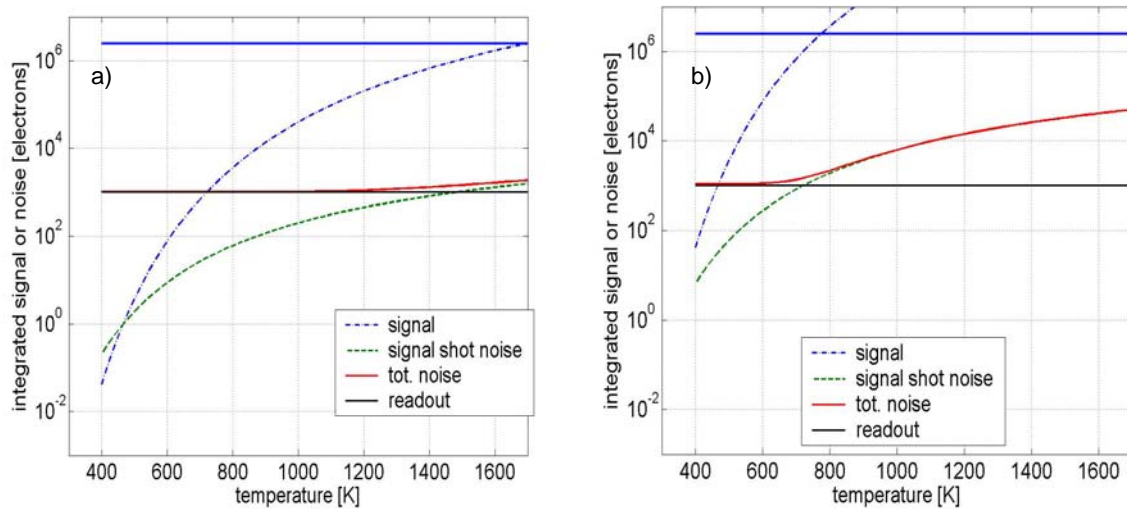 a)
integrated signal or noise [electrons]
10^6
10^4
10^2
10^0
10^-2
signal
signal shot noise
tot. noise
readout
400 600 800 1000 1200 1400 1600
temperature [K]
b)
integrated signal or noise [electrons]
10^6
10^4
10^2
10^0
10^-2
signal
signal shot noise
tot. noise
readout
400 600 800 1000 1200 1400 1600
temperature [K]